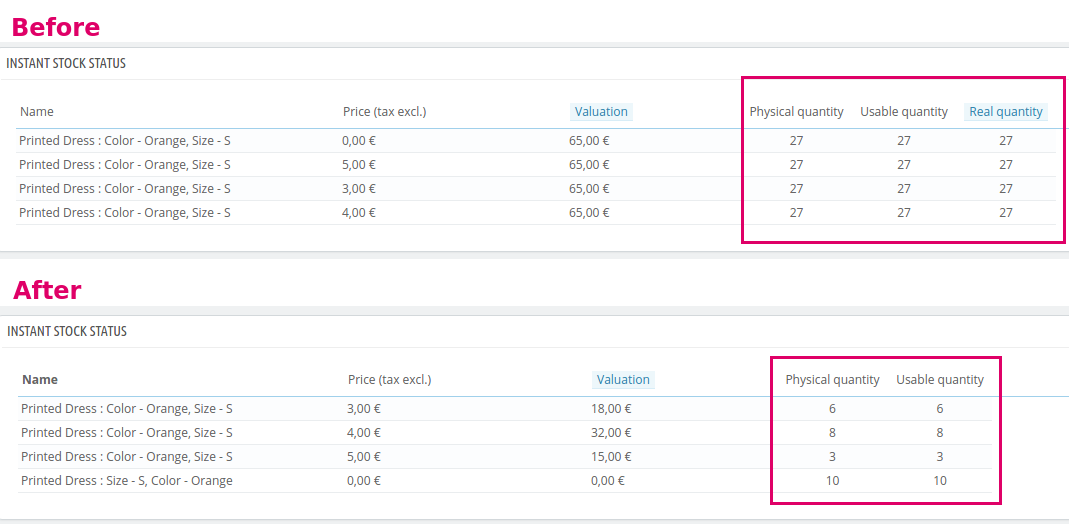 Before
INSTANT STOCK STATUS
Name Price (tax excl.) Valuation Physical quantity Usable quantity Real quantity
Printed Dress : Color - Orange, Size - S 0,00 € 65,00 € 27 27 27
Printed Dress : Color - Orange, Size - S 5,00 € 65,00 € 27 27 27
Printed Dress : Color - Orange, Size - S 3,00 € 65,00 € 27 27 27
Printed Dress : Color - Orange, Size - S 4,00 € 65,00 € 27 27 27
After
INSTANT STOCK STATUS
Name Price (tax excl.) Valuation Physical quantity Usable quantity
Printed Dress : Color - Orange, Size - S 3,00 € 18,00 € 6 6
Printed Dress : Color - Orange, Size - S 4,00 € 32,00 € 8 8
Printed Dress : Color - Orange, Size - S 5,00 € 15,00 € 3 3
Printed Dress : Size - S, Color - Orange 0,00 € 0,00 € 10 10